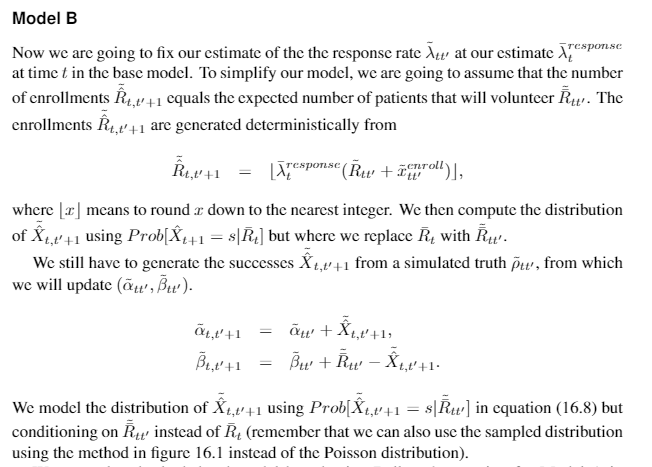 Model B
Now we are going to fix our estimate of the the response rate $\tilde{\bar{\lambda}}_{tt'}$ at our estimate $\bar{\lambda}_t^{response}$
at time $t$ in the base model. To simplify our model, we are going to assume that the number
of enrollments $\tilde{\hat{R}}_{t,t'+1}$ equals the expected number of patients that will volunteer $\tilde{\bar{R}}_{tt'}$. The
enrollments $\tilde{\hat{R}}_{t,t'+1}$ are generated deterministically from
$\tilde{\hat{R}}_{t,t'+1} = \lfloor \bar{\lambda}_t^{response} (\tilde{R}_{tt'} + \tilde{x}_{tt'}^{enroll}) \rfloor,$
where $\lfloor x \rfloor$ means to round $x$ down to the nearest integer. We then compute the distribution
of $\tilde{\hat{X}}_{t,t'+1}$ using $Prob[\hat{X}_{t+1} = s|\bar{R}_t]$ but where we replace $\bar{R}_t$ with $\tilde{\bar{R}}_{tt'}$.
We still have to generate the successes $\tilde{\hat{X}}_{t,t'+1}$ from a simulated truth $\tilde{\rho}_{tt'}$, from which
we will update $(\tilde{\alpha}_{tt'}, \tilde{\beta}_{tt'})$.
$\tilde{\alpha}_{t,t'+1} = \tilde{\alpha}_{tt'} + \tilde{\hat{X}}_{t,t'+1},$
$\tilde{\beta}_{t,t'+1} = \tilde{\beta}_{tt'} + \tilde{\bar{R}}_{tt'} - \tilde{\hat{X}}_{t,t'+1}.$
We model the distribution of $\tilde{\hat{X}}_{t,t'+1}$ using $Prob[\tilde{\hat{X}}_{t,t'+1} = s|\tilde{\bar{R}}_{tt'}]$ in equation (16.8) but
conditioning on $\tilde{\bar{R}}_{tt'}$ instead of $\bar{R}_t$ (remember that we can also use the sampled distribution
using the method in figure 16.1 instead of the Poisson distribution).